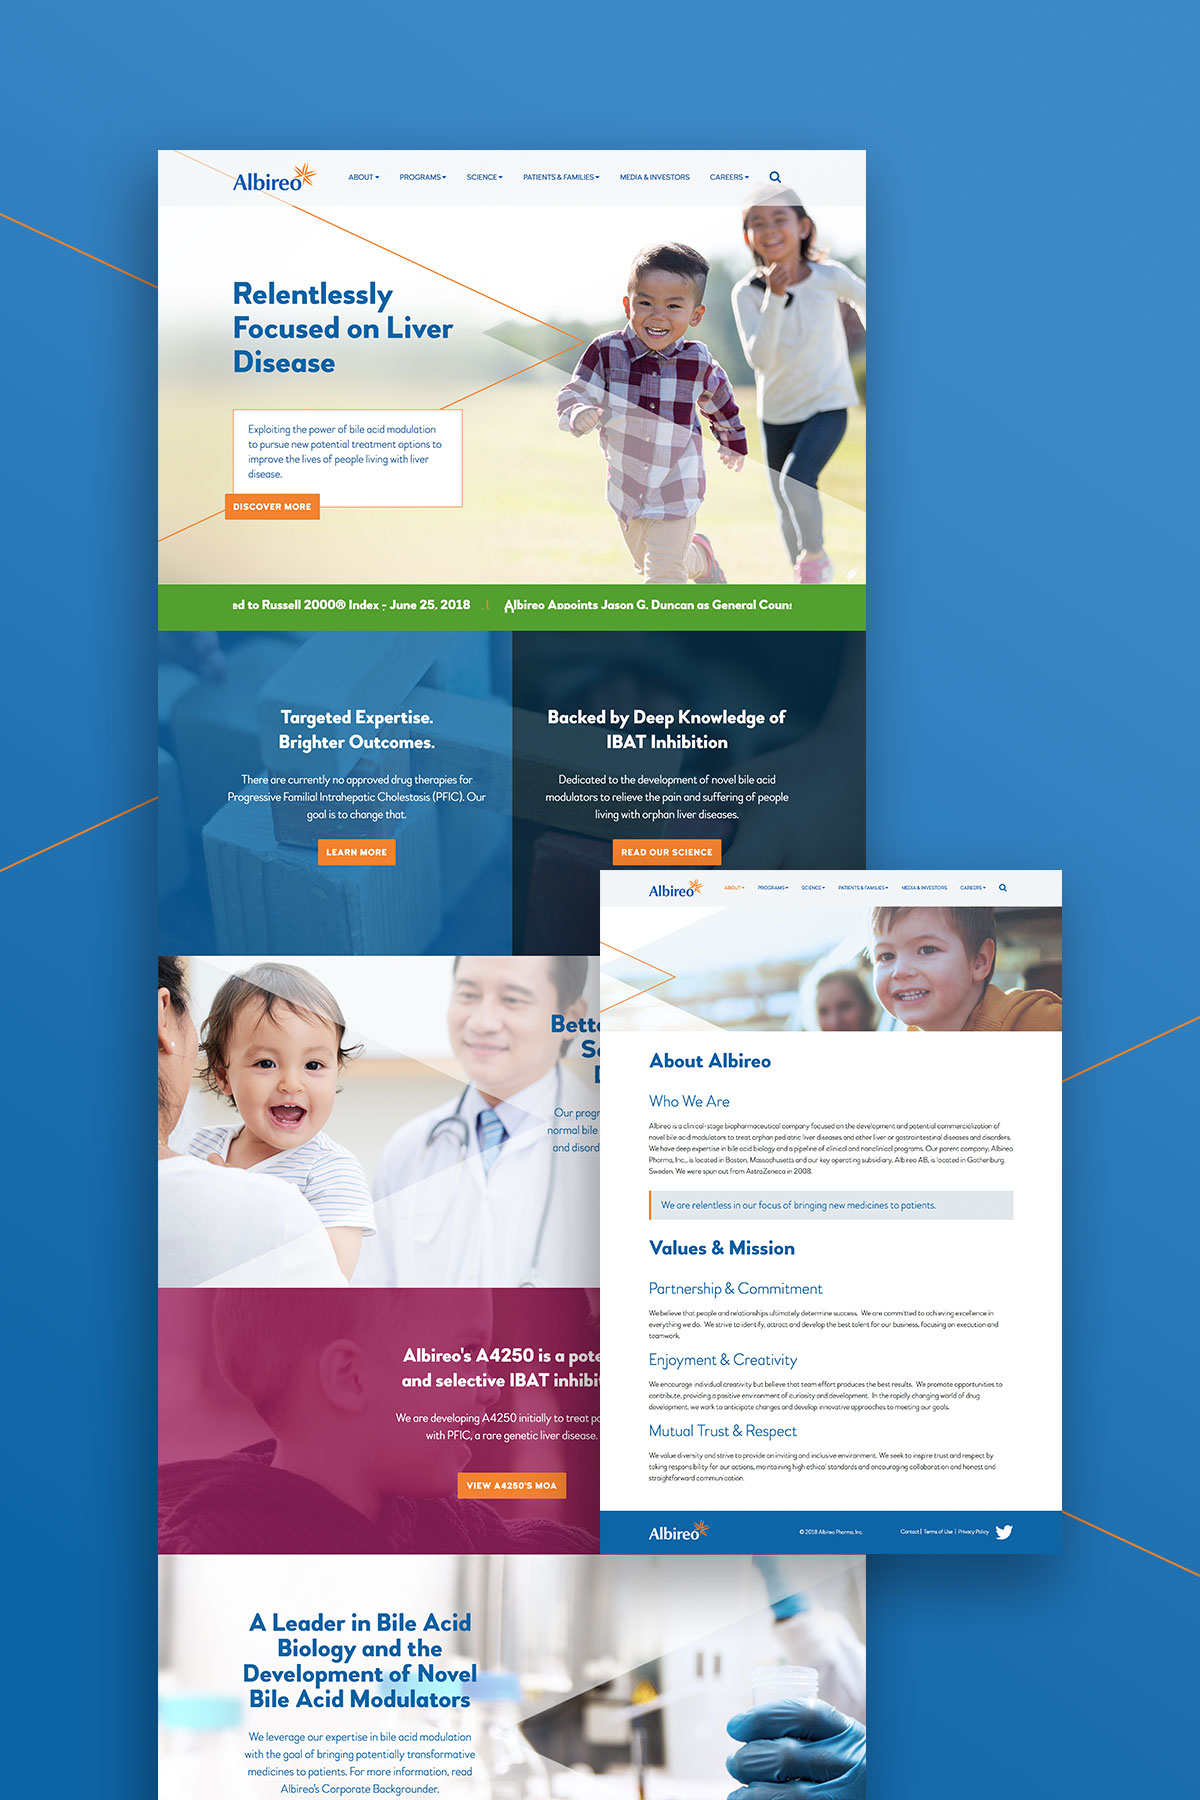 Albireo
ABOUT
PROGRAMS
SCIENCE
PATIENTS & FAMILIES
MEDIA & INVESTORS
CAREERS
Relentlessly
Focused on Liver
Disease
Exploiting the power of bile acid modulation
to pursue new potential treatment options to
improve the lives of people living with liver
disease.
DISCOVER MORE
ed to Russell 2000® Index - June 25, 2018 | Albireo Appoints Jason G. Duncan as General Couns
Targeted Expertise.
Brighter Outcomes.
There are currently no approved drug therapies for
Progressive Familial Intrahepatic Cholestasis (PFIC). Our
goal is to change that.
LEARN MORE
Backed by Deep Knowledge of
IBAT Inhibition
Dedicated to the development of novel bile acid
modulators to relieve the pain and suffering of people
living with orphan liver diseases.
READ OUR SCIENCE
Bette
Our progr
normal bile
and disord
Albireo's A4250 is a pote
and selective IBAT inhibi
We are developing A4250 initially to treat pa
with PFIC, a rare genetic liver disease.
VIEW A4250'S MOA
A Leader in Bile Acid
Biology and the
Development of Novel
Bile Acid Modulators
We leverage our expertise in bile acid modulation
with the goal of bringing potentially transformative
medicines to patients. For more information, read
Albireo's Corporate Backgrounder.
Albireo
ABOUT
PROGRAMS
SCIENCE
PATIENTS & FAMILIES
MEDIA & INVESTORS
CAREERS
About Albireo
Who We Are
Albireo is a clinical-stage biopharmaceutical company focused on the development and potential commercialization of
novel bile acid modulators to treat orphan pediatric liver diseases and other liver or gastrointestinal diseases and disorders.
We have deep expertise in bile acid biology and a pipeline of clinical and nonclinical programs. Our parent company, Albireo
Pharma, Inc., is located in Boston, Massachusetts and our key operating subsidiary, Albireo AB, is located in Gothenburg,
Sweden. We were spun out from AstraZeneca in 2008.
We are relentless in our focus of bringing new medicines to patients.
Values & Mission
Partnership & Commitment
We believe that people and relationships ultimately determine success. We are committed to achieving excellence in
everything we do. We strive to identify, attract and develop the best talent for our business, focusing on execution and
teamwork.
Enjoyment & Creativity
We encourage individual creativity but believe that team effort produces the best results. We promote opportunities to
contribute, providing a positive environment of curiosity and development. In the rapidly changing world of drug
development, we work to anticipate changes and develop innovative approaches to meeting our goals.
Mutual Trust & Respect
We value diversity and strive to provide an inviting and inclusive environment. We seek to inspire trust and respect by
taking responsibility for our actions, maintaining high ethical standards and encouraging collaboration and honest and
straightforward communication.
Albireo
© 2018 Albireo Pharma, Inc.
Contact | Terms of Use | Privacy Policy